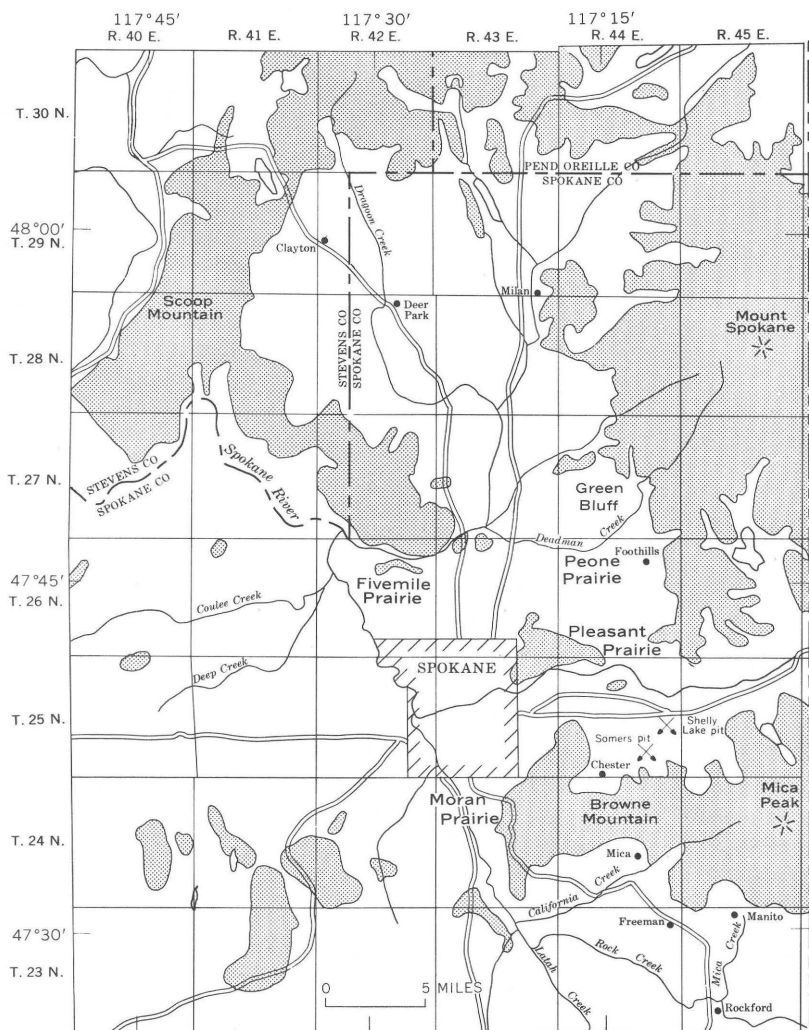 117°45' 117°30' 117°15'
R. 40 E. R. 41 E. R. 42 E. R. 43 E. R. 44 E. R. 45 E.
T. 30 N.
PEND OREILLE CO
SPOKANE CO
48°00'
T. 29 N.
Dragoon Creek
Clayton
Milan
Scoop
Mountain
Deer
Park
Mount
Spokane
STEVENS CO
SPOKANE CO
T. 28 N.
T. 27 N.
STEVENS CO
SPOKANE CO
Spokane River
Green
Bluff
Deadman Creek
47°45'
T. 26 N.
Foothills
Peone
Prairie
Fivemile
Prairie
Coulee Creek
Pleasant
Prairie
Deep Creek
SPOKANE
T. 25 N.
Shelly
Lake pit
Somers pit
Chester
Mica
Peak
Moran
Prairie
Browne
Mountain
T. 24 N.
Mica
California Creek
Freeman
Manito
47°30'
T. 23 N.
Latah Creek
Rock Creek
Mica Creek
Rockford
0 5 MILES